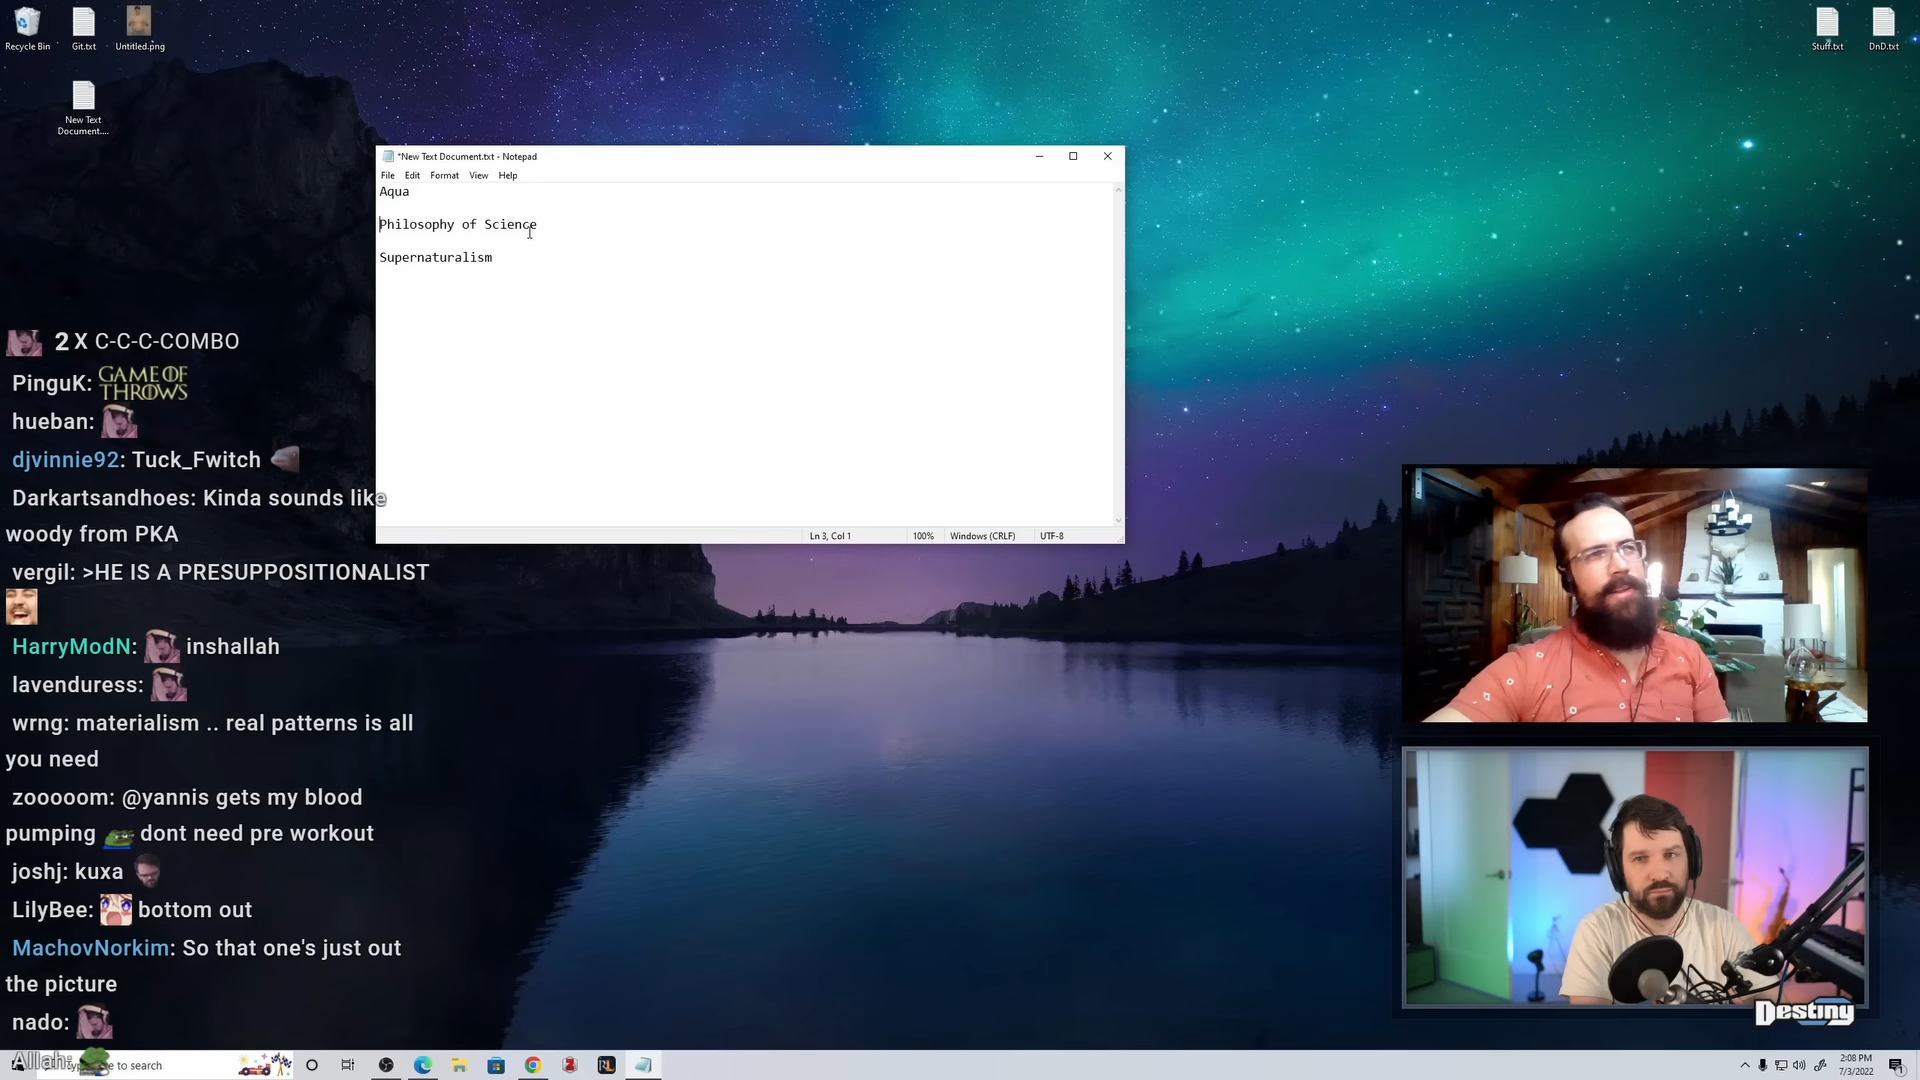 Recycle Bin
Git.txt
Untitled.png
New Text
Document....
Stuff.txt
DnD.txt
*New Text Document.txt - Notepad
File Edit Format View Help
Aqua
Philosophy of Science
Supernaturalism
Ln 3, Col 1 100% Windows (CRLF) UTF-8
2 X C-C-C-COMBO
PinguK: GAME OF
THROWS
hueban:
djvinnie92: Tuck_Fwitch
Darkartsandhoes: Kinda sounds like
woody from PKA
vergil: >HE IS A PRESUPPOSITIONALIST
HarryModN: inshallah
lavenduress:
wrng: materialism .. real patterns is all
you need
zooooom: @yannis gets my blood
pumping dont need pre workout
joshj: kuxa
LilyBee: bottom out
MachovNorkim: So that one's just out
the picture
nado:
Allah:
Destiny
to search
2:08 PM
7/3/2022